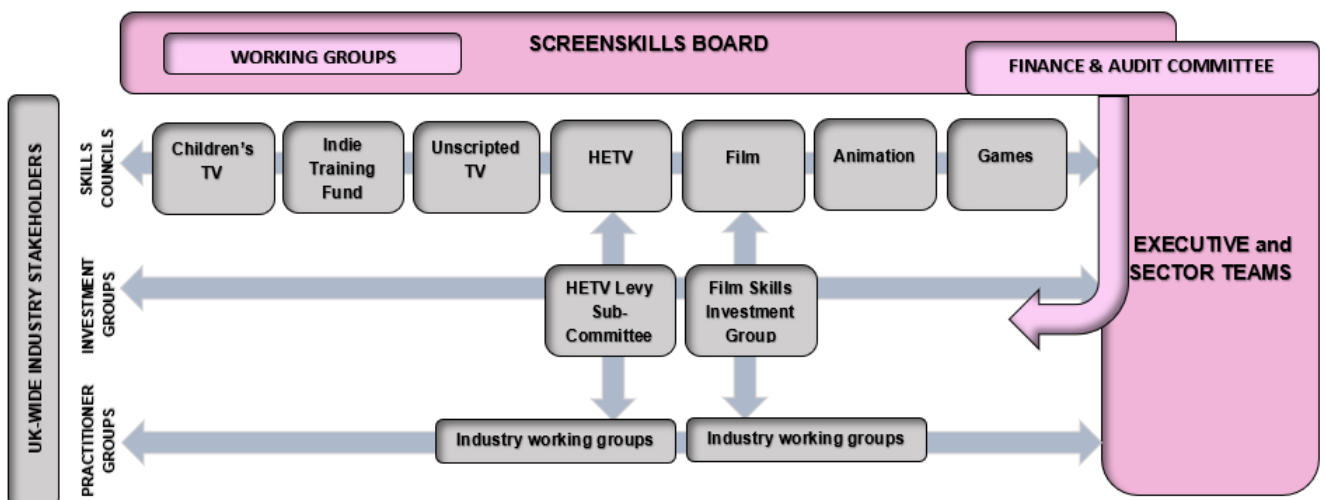 SCREENSKILLS BOARD
WORKING GROUPS
FINANCE & AUDIT COMMITTEE
UK-WIDE INDUSTRY STAKEHOLDERS
SKILLS
COUNCILS
Children's
TV
Indie
Training
Fund
Unscripted
TV
HETV
Film
Animation
Games
EXECUTIVE and
SECTOR TEAMS
INVESTMENT
GROUPS
HETV Levy
Sub-
Committee
Film Skills
Investment
Group
PRACTITIONER
GROUPS
Industry working groups
Industry working groups